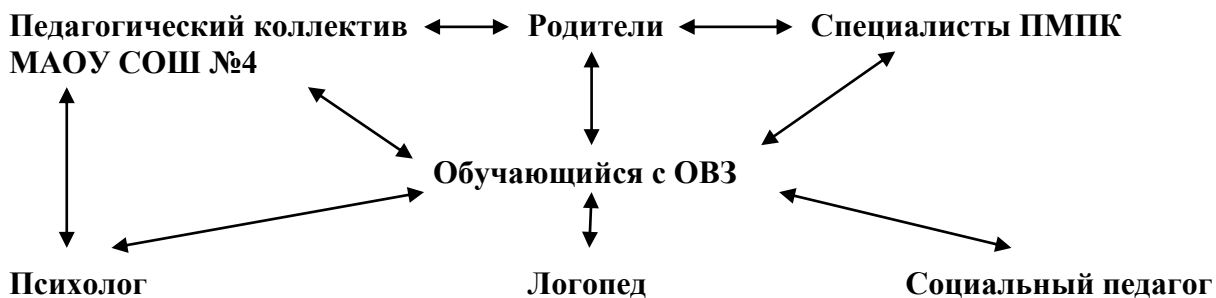 Педагогический коллектив Родители Специалисты ПМПК
МАОУ СОШ №4
Обучающийся с ОВЗ
Психолог Логопед Социальный педагог